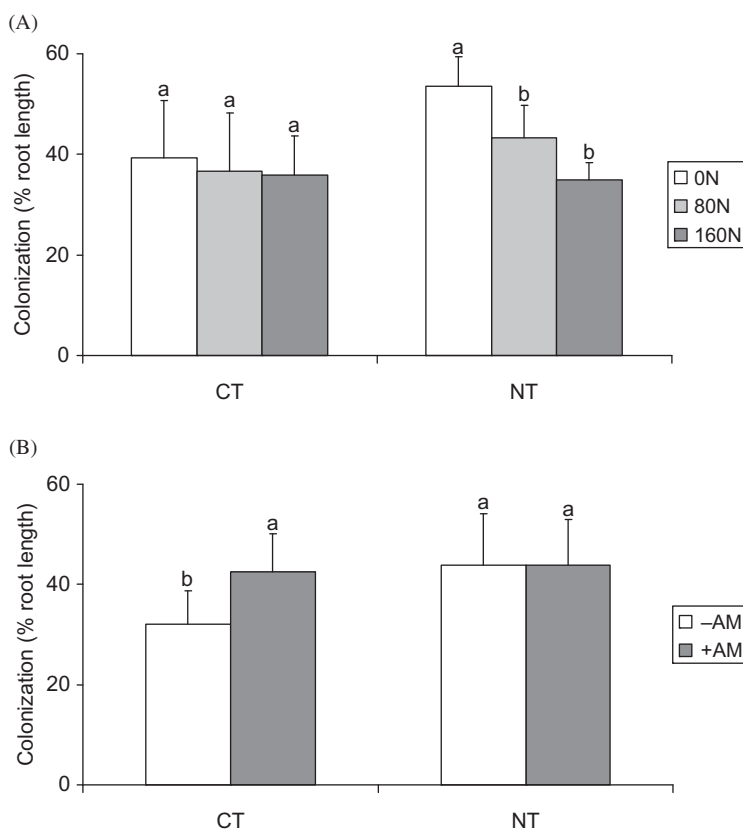 (A)
Colonization (% root length)
60
40
20
0
a
a
a
a
b
b
CT
NT
0N
80N
160N
(B)
Colonization (% root length)
60
40
20
0
b
a
a
a
CT
NT
–AM
+AM